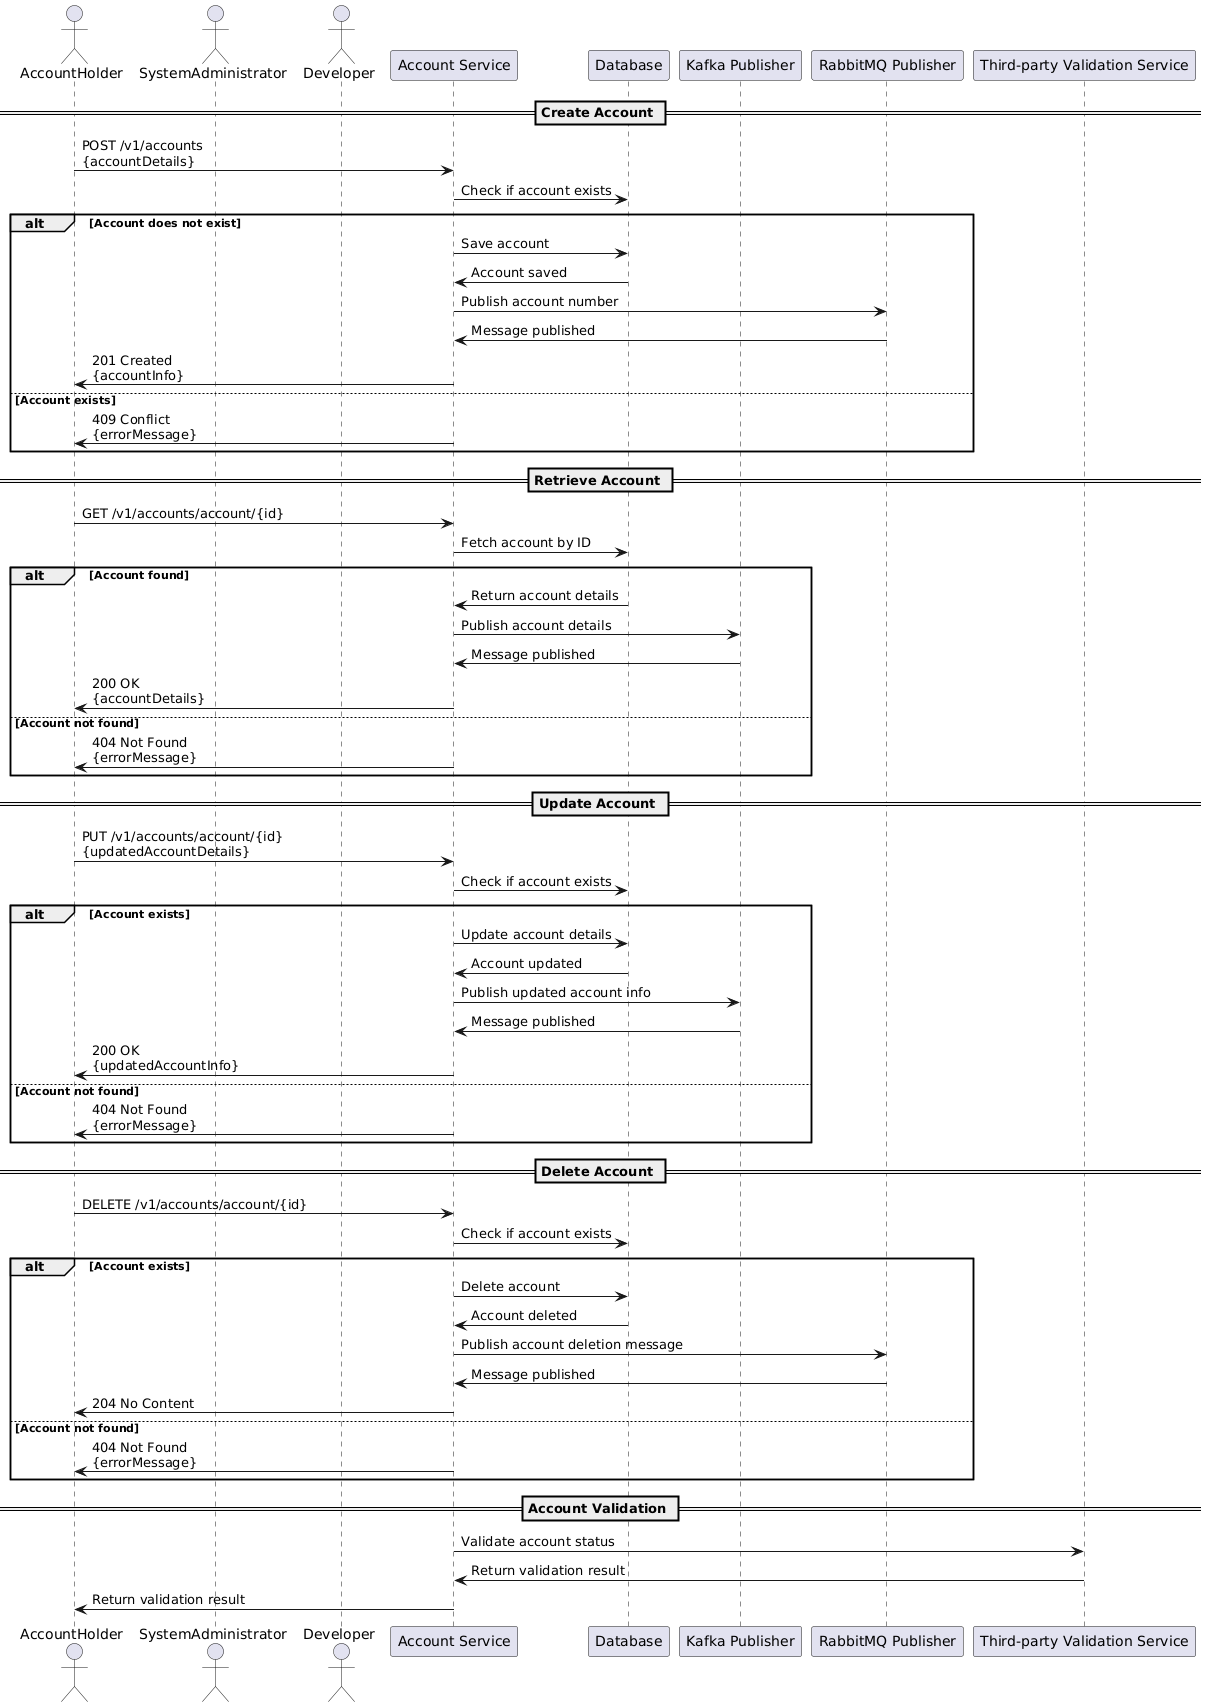 AccountHolder
SystemAdministrator
Developer
Account Service
Database
Kafka Publisher
RabbitMQ Publisher
Third-party Validation Service
Create Account
POST /v1/accounts
{accountDetails}
Check if account exists
alt
[Account does not exist]
Save account
Account saved
Publish account number
Message published
201 Created
{accountInfo}
[Account exists]
409 Conflict
{errorMessage}
Retrieve Account
GET /v1/accounts/account/{id}
Fetch account by ID
alt
[Account found]
Return account details
Publish account details
Message published
200 OK
{accountDetails}
[Account not found]
404 Not Found
{errorMessage}
Update Account
PUT /v1/accounts/account/{id}
{updatedAccountDetails}
Check if account exists
alt
[Account exists]
Update account details
Account updated
Publish updated account info
Message published
200 OK
{updatedAccountInfo}
[Account not found]
404 Not Found
{errorMessage}
Delete Account
DELETE /v1/accounts/account/{id}
Check if account exists
alt
[Account exists]
Delete account
Account deleted
Publish account deletion message
Message published
204 No Content
[Account not found]
404 Not Found
{errorMessage}
Account Validation
Validate account status
Return validation result
Return validation result
AccountHolder
SystemAdministrator
Developer
Account Service
Database
Kafka Publisher
RabbitMQ Publisher
Third-party Validation Service